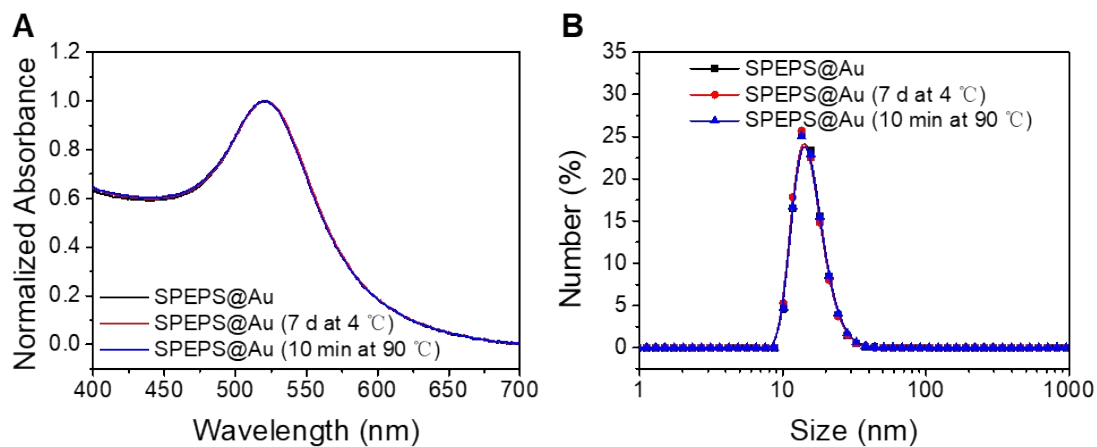 A
Normalized Absorbance
1.2
1.0
0.8
0.6
0.4
0.2
0.0
SPEPS@Au
SPEPS@Au (7 d at 4 ℃)
SPEPS@Au (10 min at 90 ℃)
400 450 500 550 600 650 700
Wavelength (nm)
B
Number (%)
35
30
25
20
15
10
5
0
SPEPS@Au
SPEPS@Au (7 d at 4 ℃)
SPEPS@Au (10 min at 90 ℃)
1 10 100 1000
Size (nm)